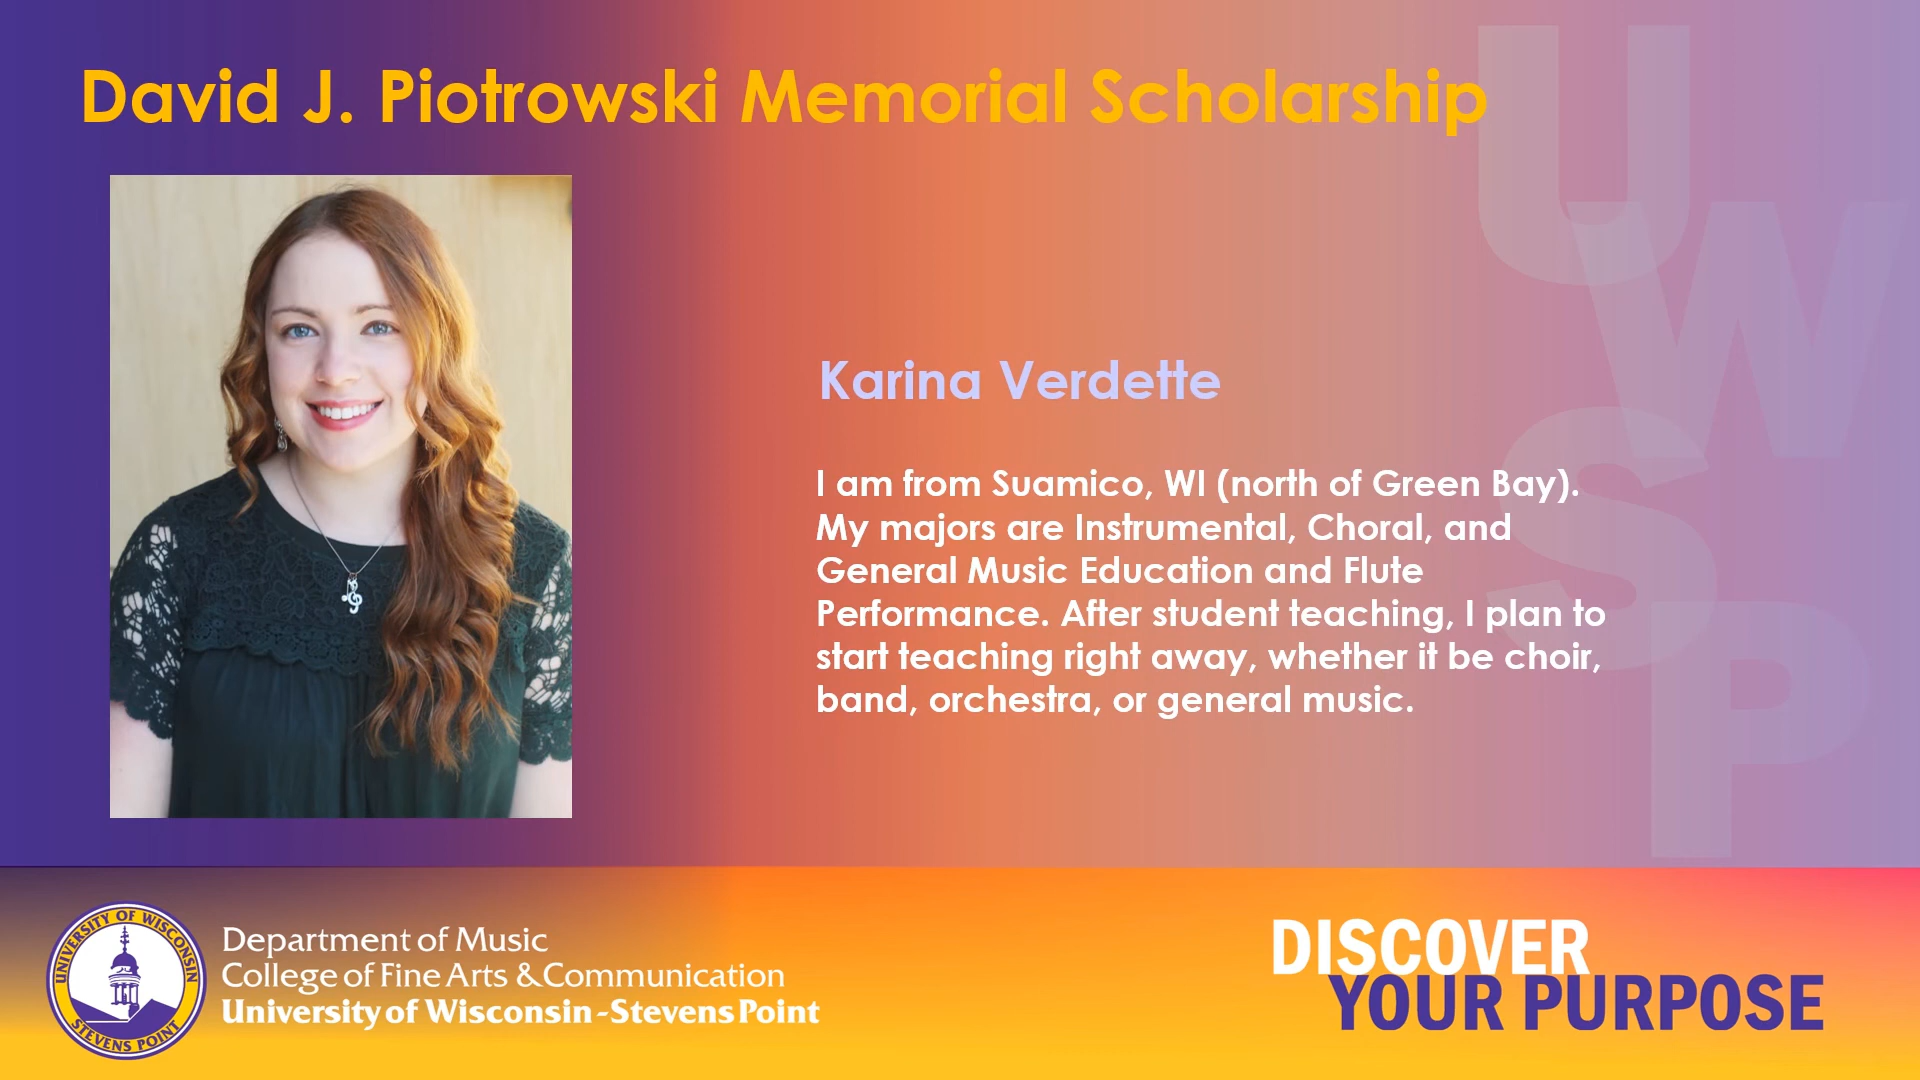 David J. Piotrowski Memorial Scholarship
Karina Verdette
I am from Suamico, WI (north of Green Bay).
My majors are Instrumental, Choral, and
General Music Education and Flute
Performance. After student teaching, I plan to
start teaching right away, whether it be choir,
band, orchestra, or general music.
U
W
S
P
UNIVERSITY OF WISCONSIN
STEVENS POINT
Department of Music
College of Fine Arts & Communication
University of Wisconsin - Stevens Point
DISCOVER
YOUR PURPOSE